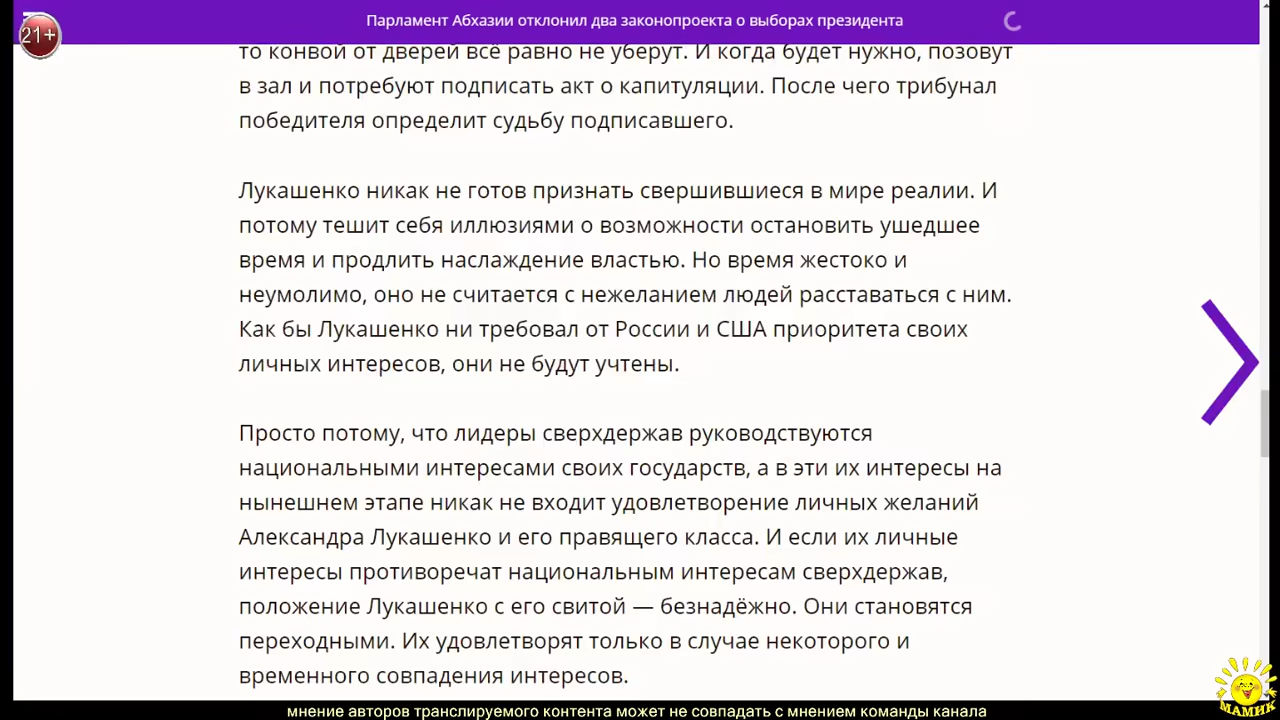 Парламент Абхазии отклонил два законопроекта о выборах президента
21+
то конвой от дверей всё равно не уберут. И когда будет нужно, позовут
в зал и потребуют подписать акт о капитуляции. После чего трибунал
победителя определит судьбу подписавшего.
Лукашенко никак не готов признать свершившиеся в мире реалии. И
потому тешит себя иллюзиями о возможности остановить ушедшее
время и продлить наслаждение властью. Но время жестоко и
неумолимо, оно не считается с нежеланием людей расставаться с ним.
Как бы Лукашенко ни требовал от России и США приоритета своих
личных интересов, они не будут учтены.
Просто потому, что лидеры сверхдержав руководствуются
национальными интересами своих государств, а в эти их интересы на
нынешнем этапе никак не входит удовлетворение личных желаний
Александра Лукашенко и его правящего класса. И если их личные
интересы противоречат национальным интересам сверхдержав,
положение Лукашенко с его свитой — безнадёжно. Они становятся
переходными. Их удовлетворят только в случае некоторого и
временного совпадения интересов.
МАМИК
мнение авторов транслируемого контента может не совпадать с мнением команды канала